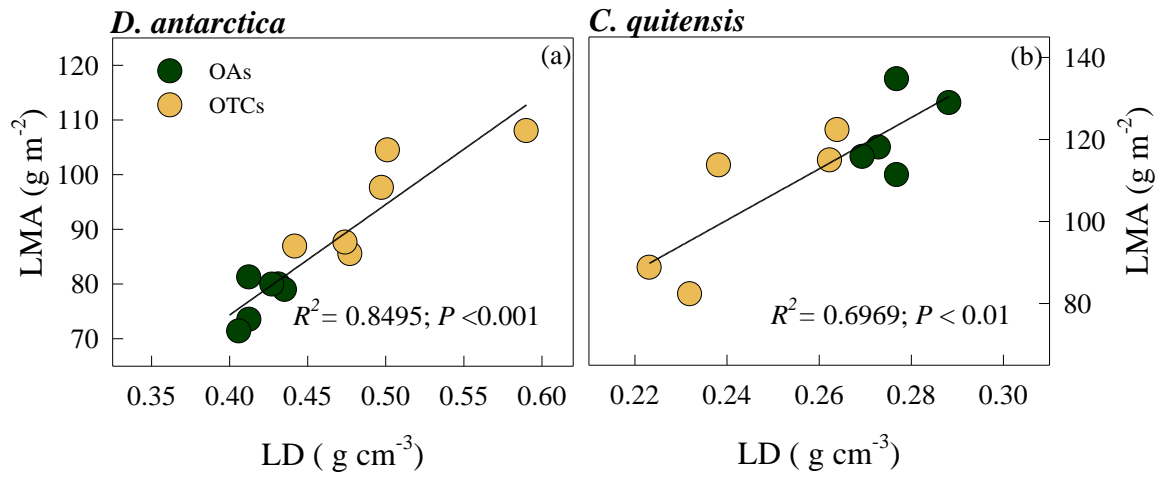 D. antarctica
C. quitensis
(a)
(b)
OAs
OTCs
LMA (g m-2)
120
110
100
90
80
70
R2= 0.8495; P <0.001
0.35 0.40 0.45 0.50 0.55 0.60
LD ( g cm-3)
140
120
100
80
LMA (g m-2)
R2= 0.6969; P < 0.01
0.22 0.24 0.26 0.28 0.30
LD ( g cm-3)